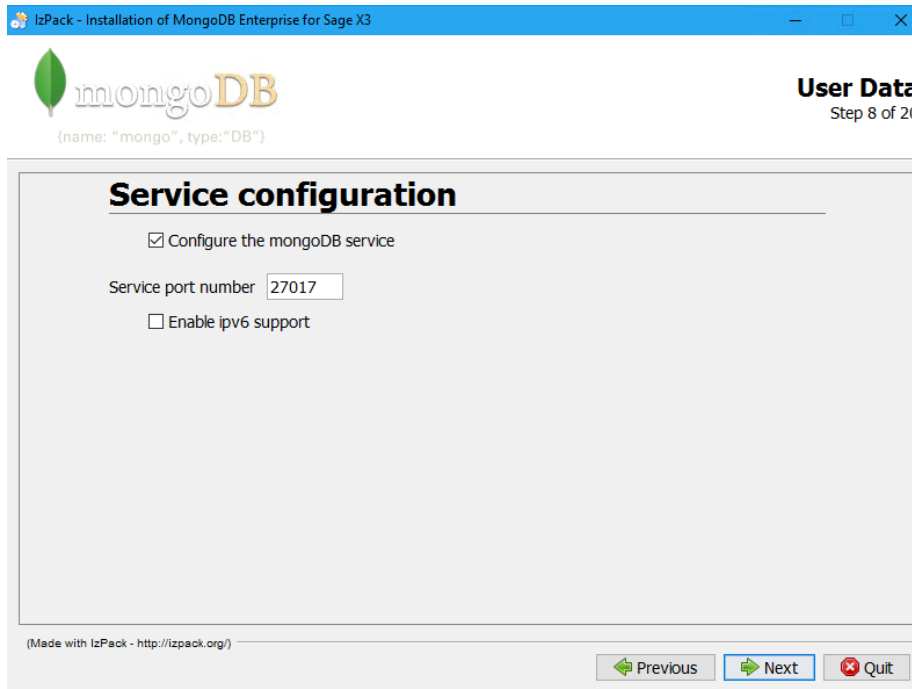 IzPack - Installation of MongoDB Enterprise for Sage X3
mongoDB
{name: "mongo", type:"DB"}
User Data
Step 8 of 20
Service configuration
Configure the mongoDB service
Service port number 27017
Enable ipv6 support
(Made with IzPack - http://izpack.org/)
Previous Next Quit